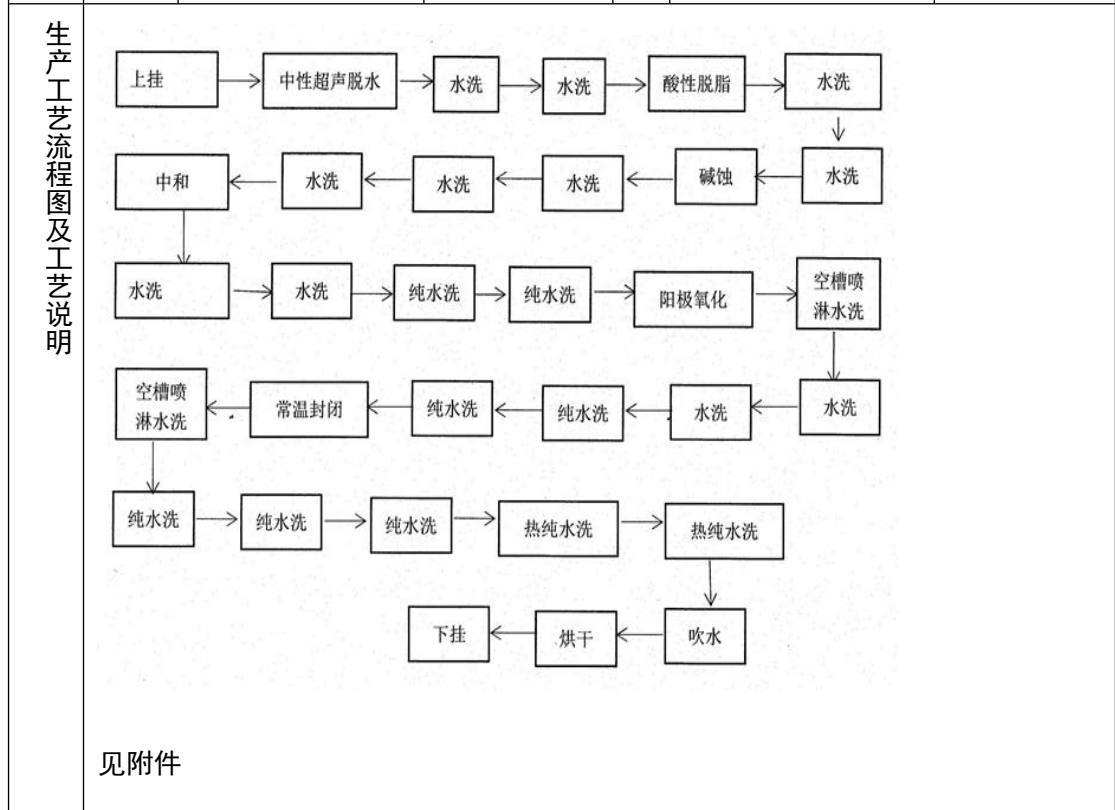 生产工艺流程图及工艺说明
上挂
中性超声脱水
水洗
水洗
酸性脱脂
水洗
水洗
碱蚀
水洗
水洗
水洗
中和
水洗
水洗
纯水洗
纯水洗
阳极氧化
空槽喷
淋水洗
水洗
水洗
纯水洗
纯水洗
常温封闭
空槽喷
淋水洗
纯水洗
纯水洗
纯水洗
热纯水洗
热纯水洗
吹水
烘干
下挂
见附件